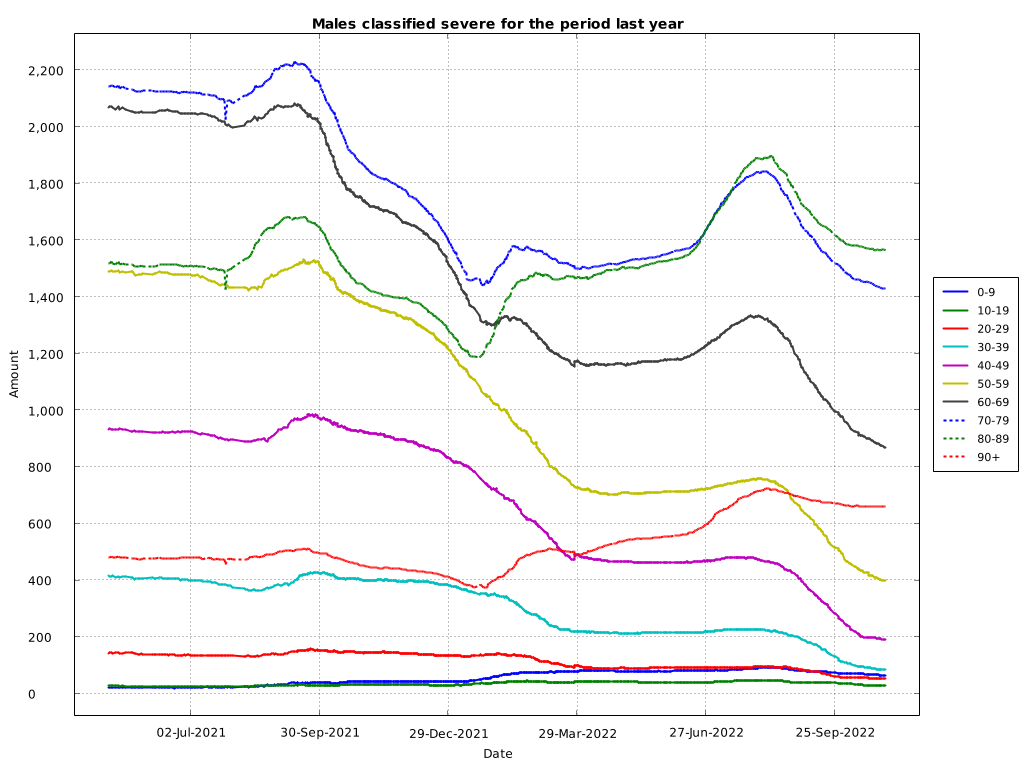 Males classified severe for the period last year
2,200
2,000
1,800
1,600
1,400
1,200
1,000
800
600
400
200
0
Amount
02-Jul-2021
30-Sep-2021
29-Dec-2021
29-Mar-2022
27-Jun-2022
25-Sep-2022
Date
0-9
10-19
20-29
30-39
40-49
50-59
60-69
70-79
80-89
90+